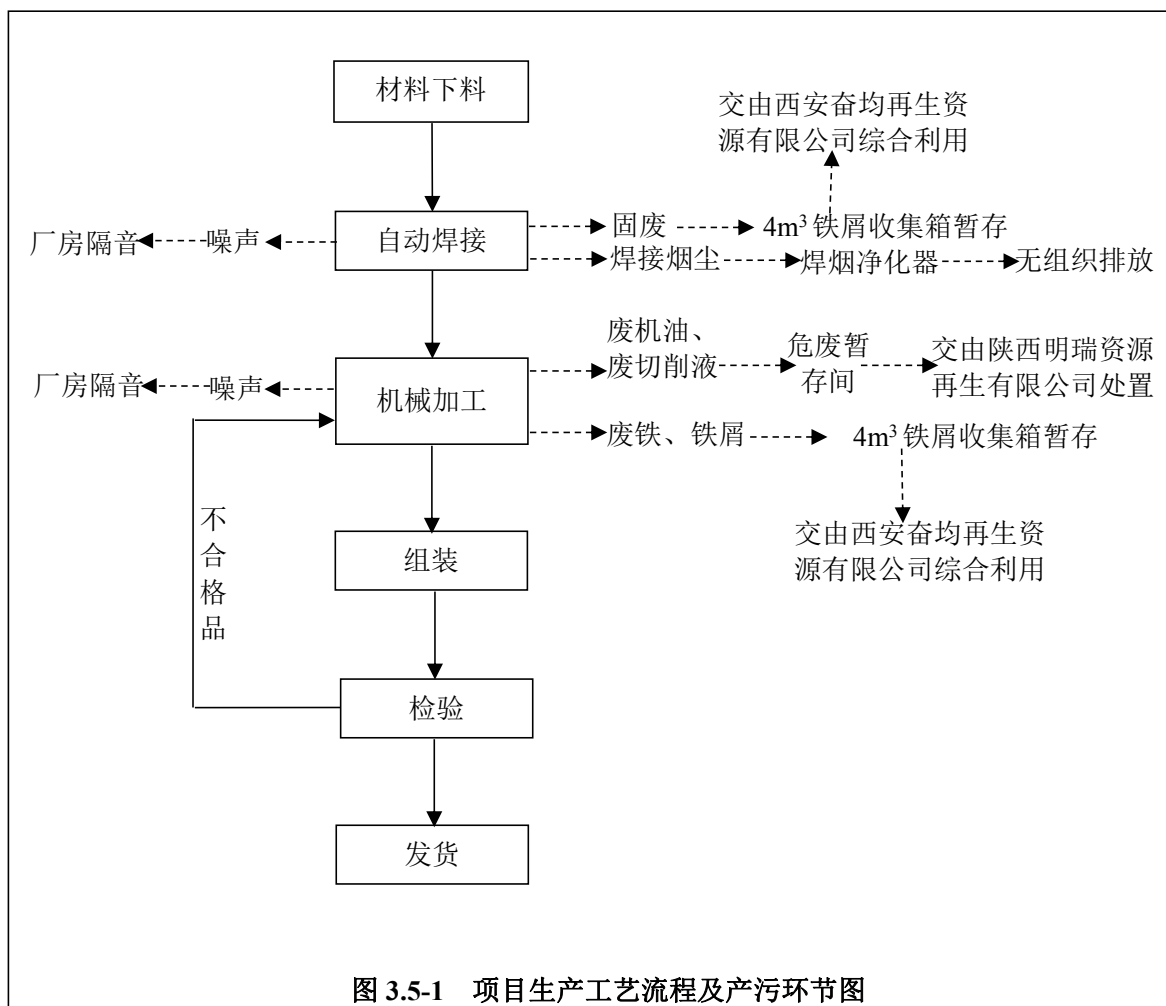 材料下料
交由西安奋均再生资
源有限公司综合利用
厂房隔音
噪声
自动焊接
固废
4m³铁屑收集箱暂存
焊接烟尘
焊烟净化器
无组织排放
厂房隔音
噪声
机械加工
废机油、
废切削液
危废暂
存间
交由陕西明瑞资源
再生有限公司处置
废铁、铁屑
4m³铁屑收集箱暂存
交由西安奋均再生资
源有限公司综合利用
不
合
格
品
组装
检验
发货
图 3.5-1 项目生产工艺流程及产污环节图